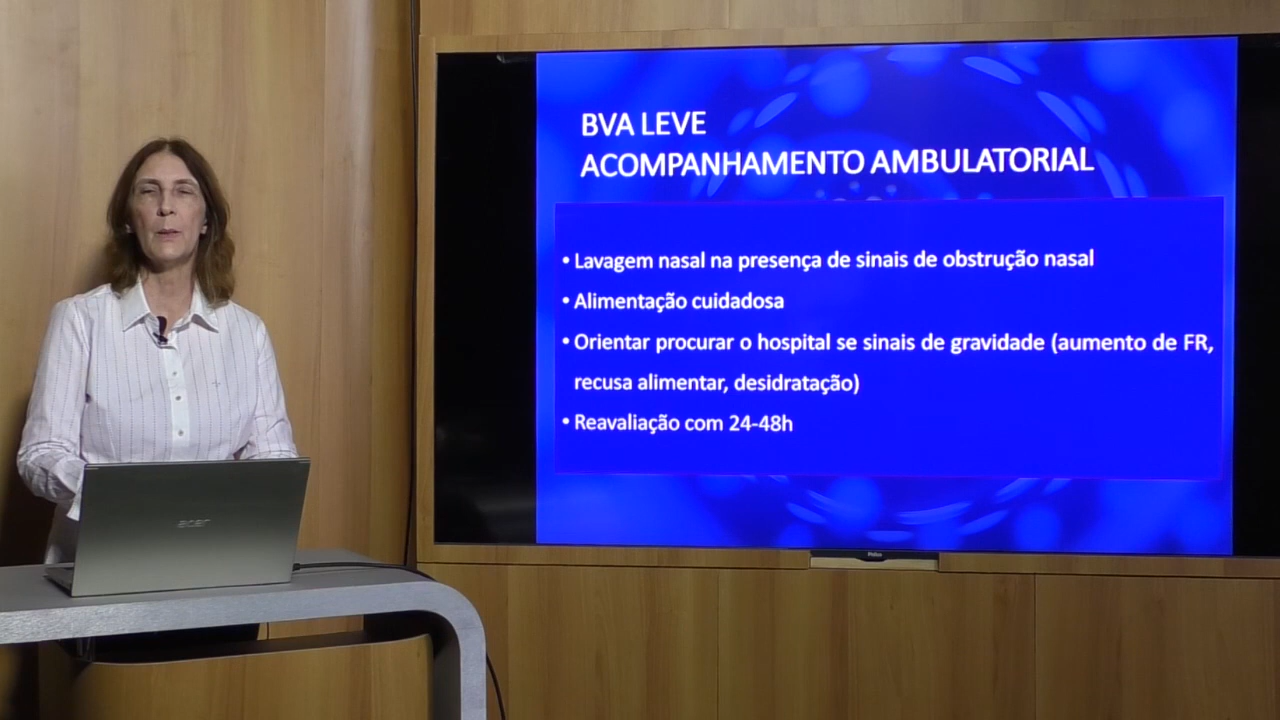 BVA LEVE
ACOMPANHAMENTO AMBULATORIAL
• Lavagem nasal na presença de sinais de obstrução nasal
• Alimentação cuidadosa
• Orientar procurar o hospital se sinais de gravidade (aumento de FR,
recusa alimentar, desidratação)
• Reavaliação com 24-48h
acer
Philco